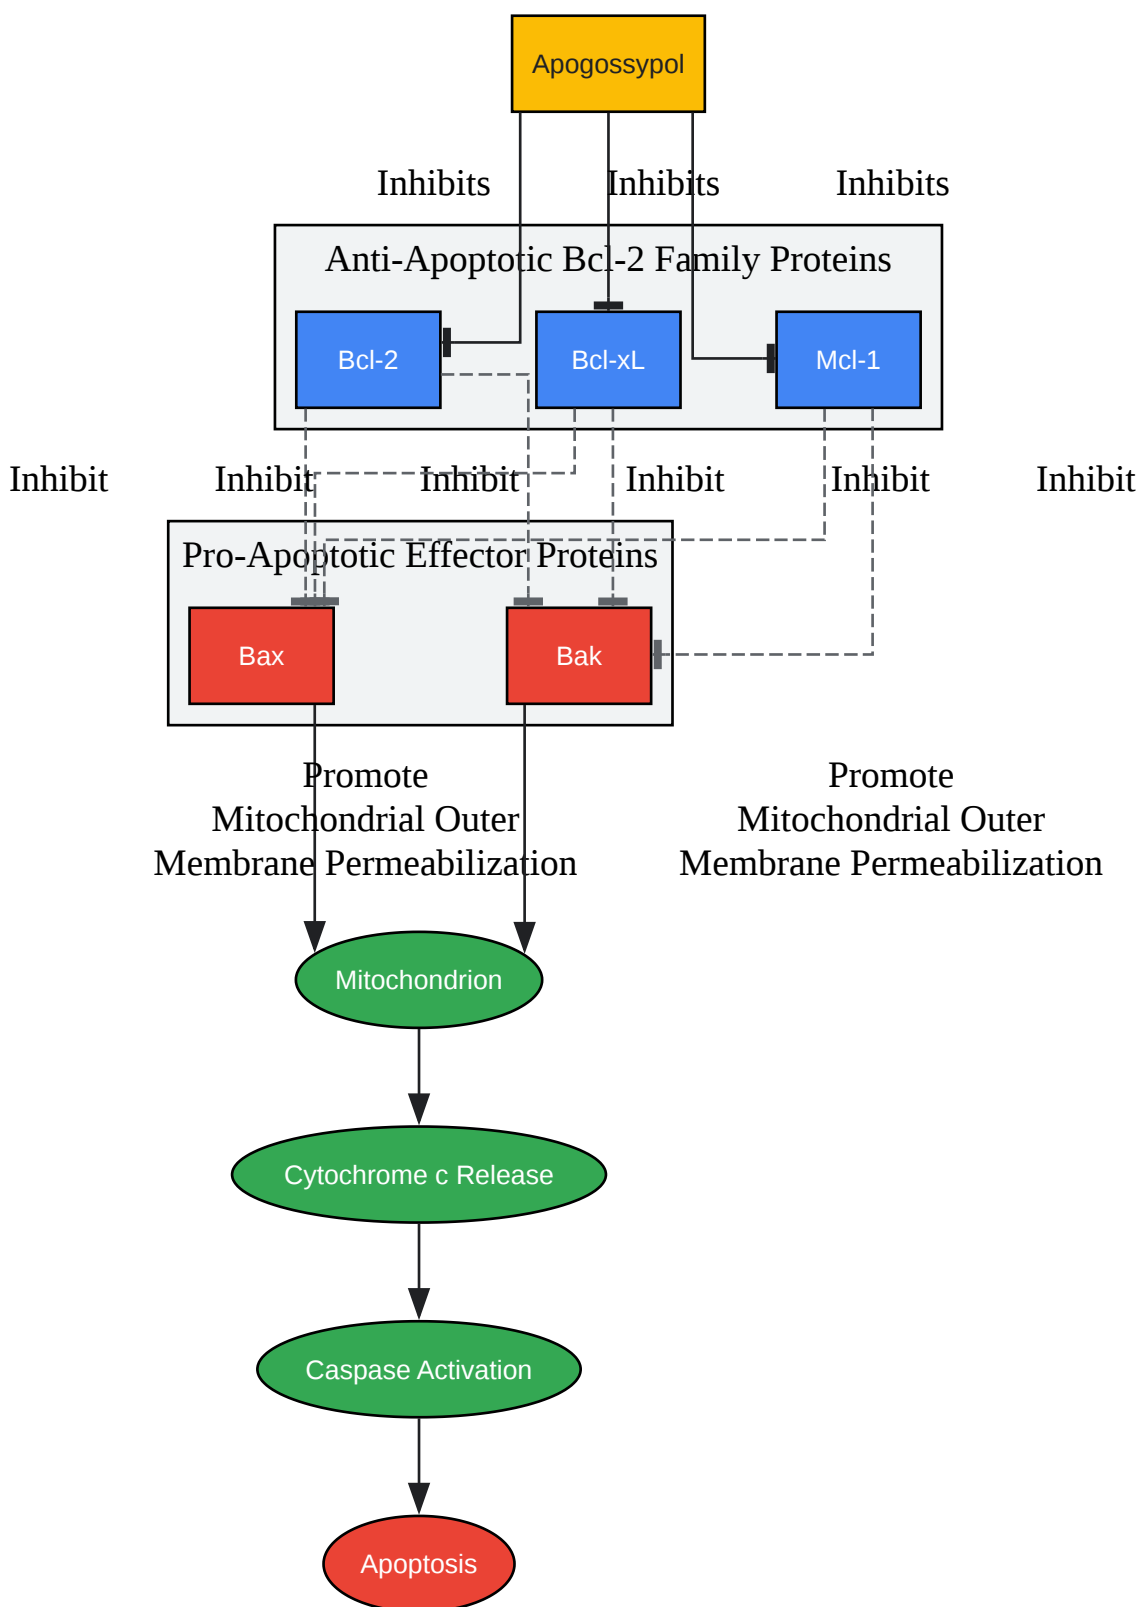 Apogossypol
Inhibits
Inhibits
Inhibits
Anti-Apoptotic Bcl-2 Family Proteins
Bcl-2
Bcl-xL
Mcl-1
Inhibit
Inhibit
Inhibit
Inhibit
Inhibit
Inhibit
Pro-Apoptotic Effector Proteins
Bax
Bak
Promote
Mitochondrial Outer
Membrane Permeabilization
Promote
Mitochondrial Outer
Membrane Permeabilization
Mitochondrion
Cytochrome c Release
Caspase Activation
Apoptosis